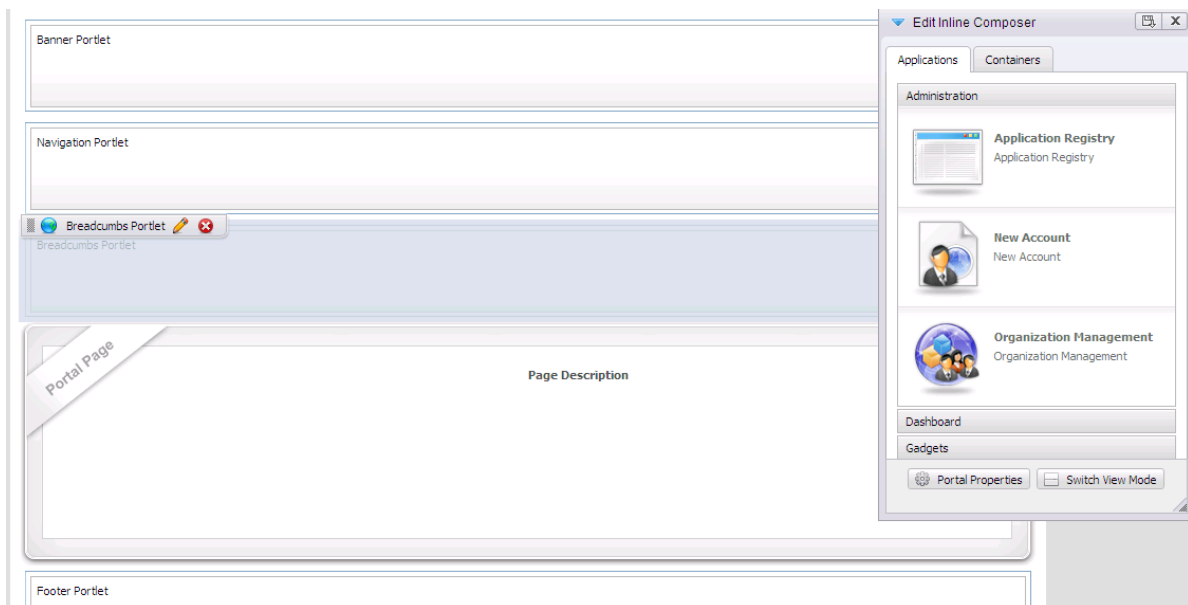 Banner Portlet
Navigation Portlet
Breadcumbs Portlet
Breadcumbs Portlet
Portal Page
Page Description
Footer Portlet
Edit Inline Composer
X
Applications
Containers
Administration
Application Registry
Application Registry
New Account
New Account
Organization Management
Organization Management
Dashboard
Gadgets
Portal Properties
Switch View Mode